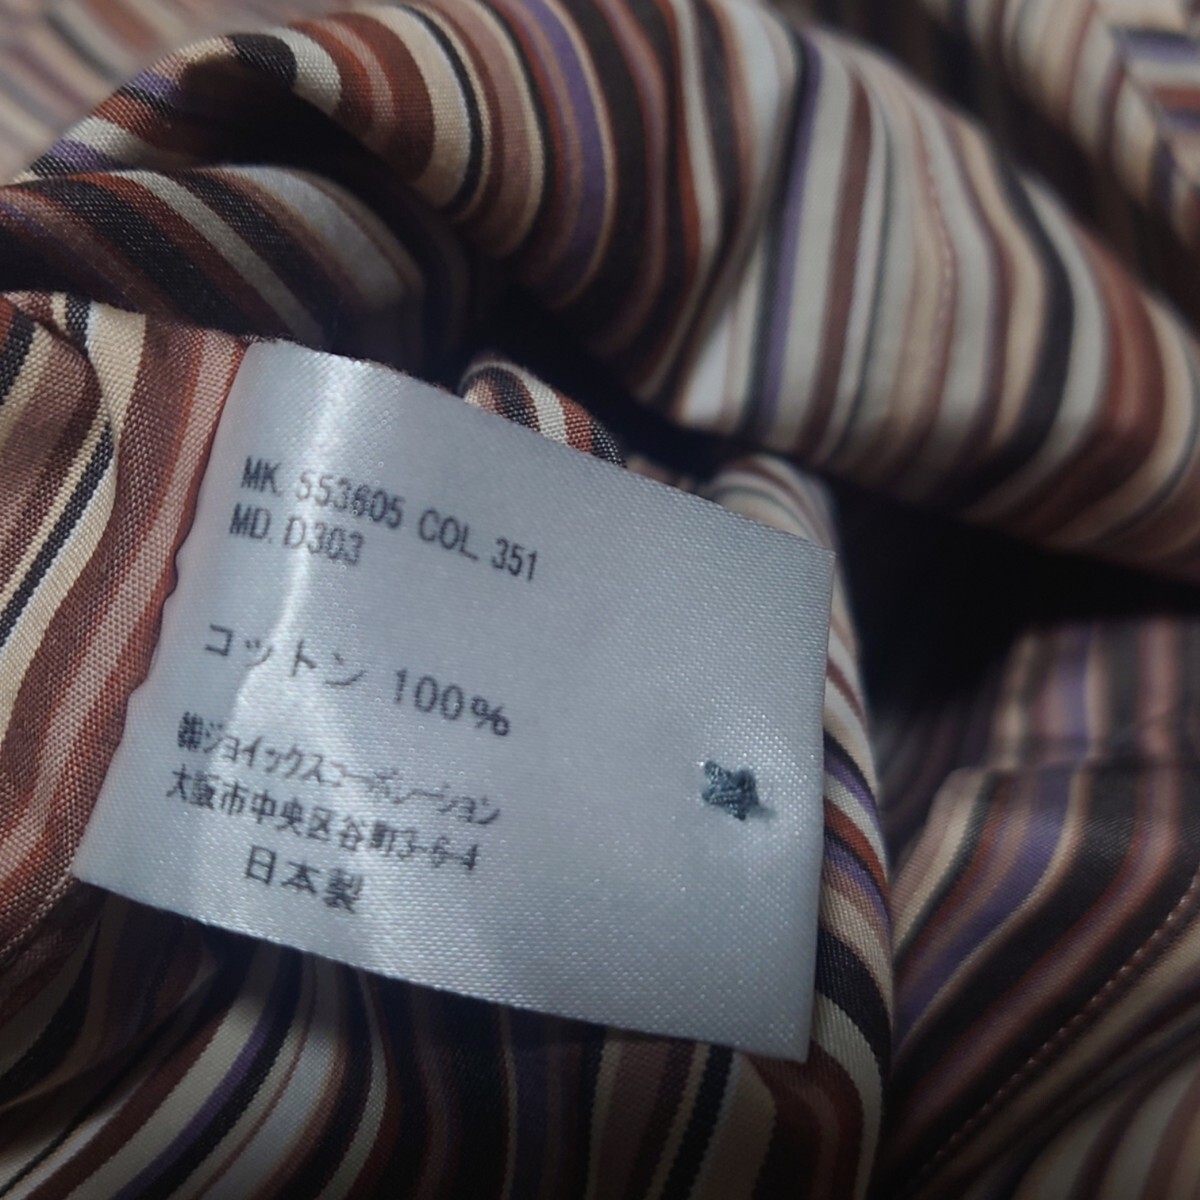 MK. 553605 COL. 351
MD. D303
コットン 100%
㈱ジョイックスコーポレーション
大阪市中央区谷町3-6-4
日本製